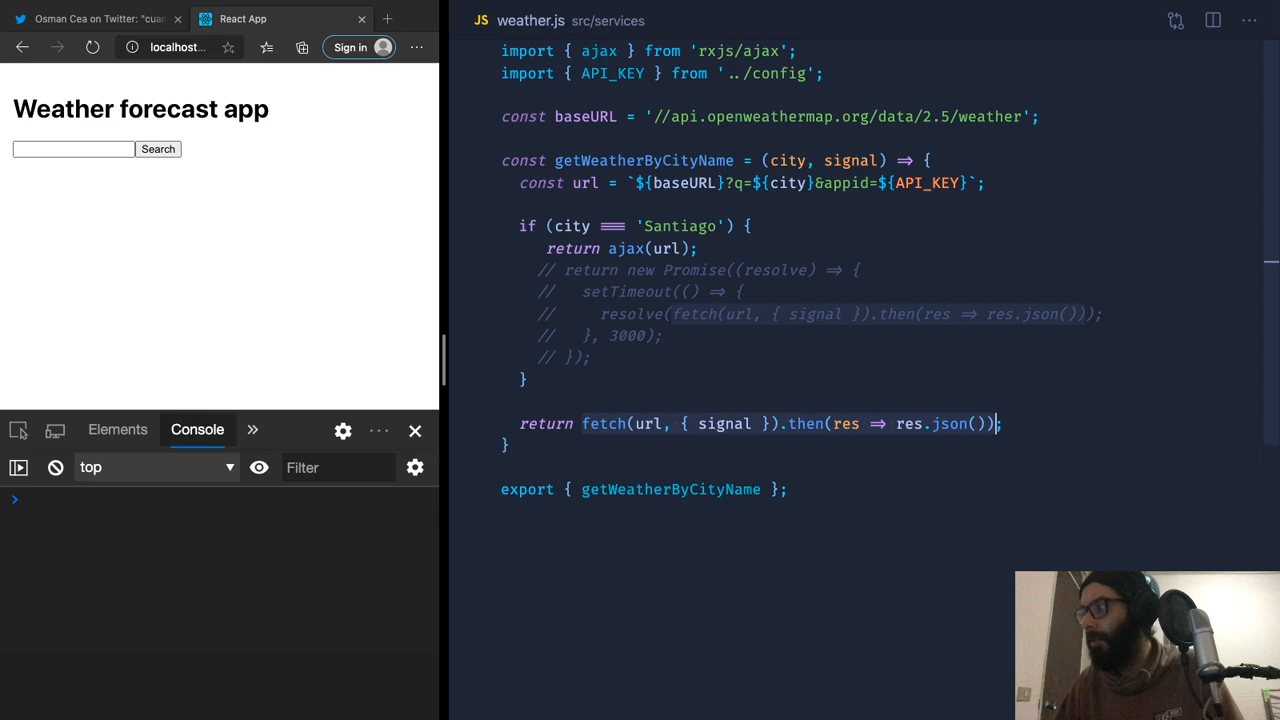 Osman Cea on Twitter: "cuan
React App
localhost...
Sign in
Weather forecast app
Search
Elements
Console
top
Filter
JS weather.js src/services
import { ajax } from 'rxjs/ajax';
import { API_KEY } from '../config';
const baseURL = '//api.openweathermap.org/data/2.5/weather';
const getWeatherByCityName = (city, signal) => {
const url = `${baseURL}?q=${city}&appid=${API_KEY}`;
if (city === 'Santiago') {
return ajax(url);
// return new Promise((resolve) => {
//   setTimeout(() => {
//     resolve(fetch(url, { signal }).then(res => res.json()));
//   }, 3000);
// });
}
return fetch(url, { signal }).then(res => res.json());
}
export { getWeatherByCityName };